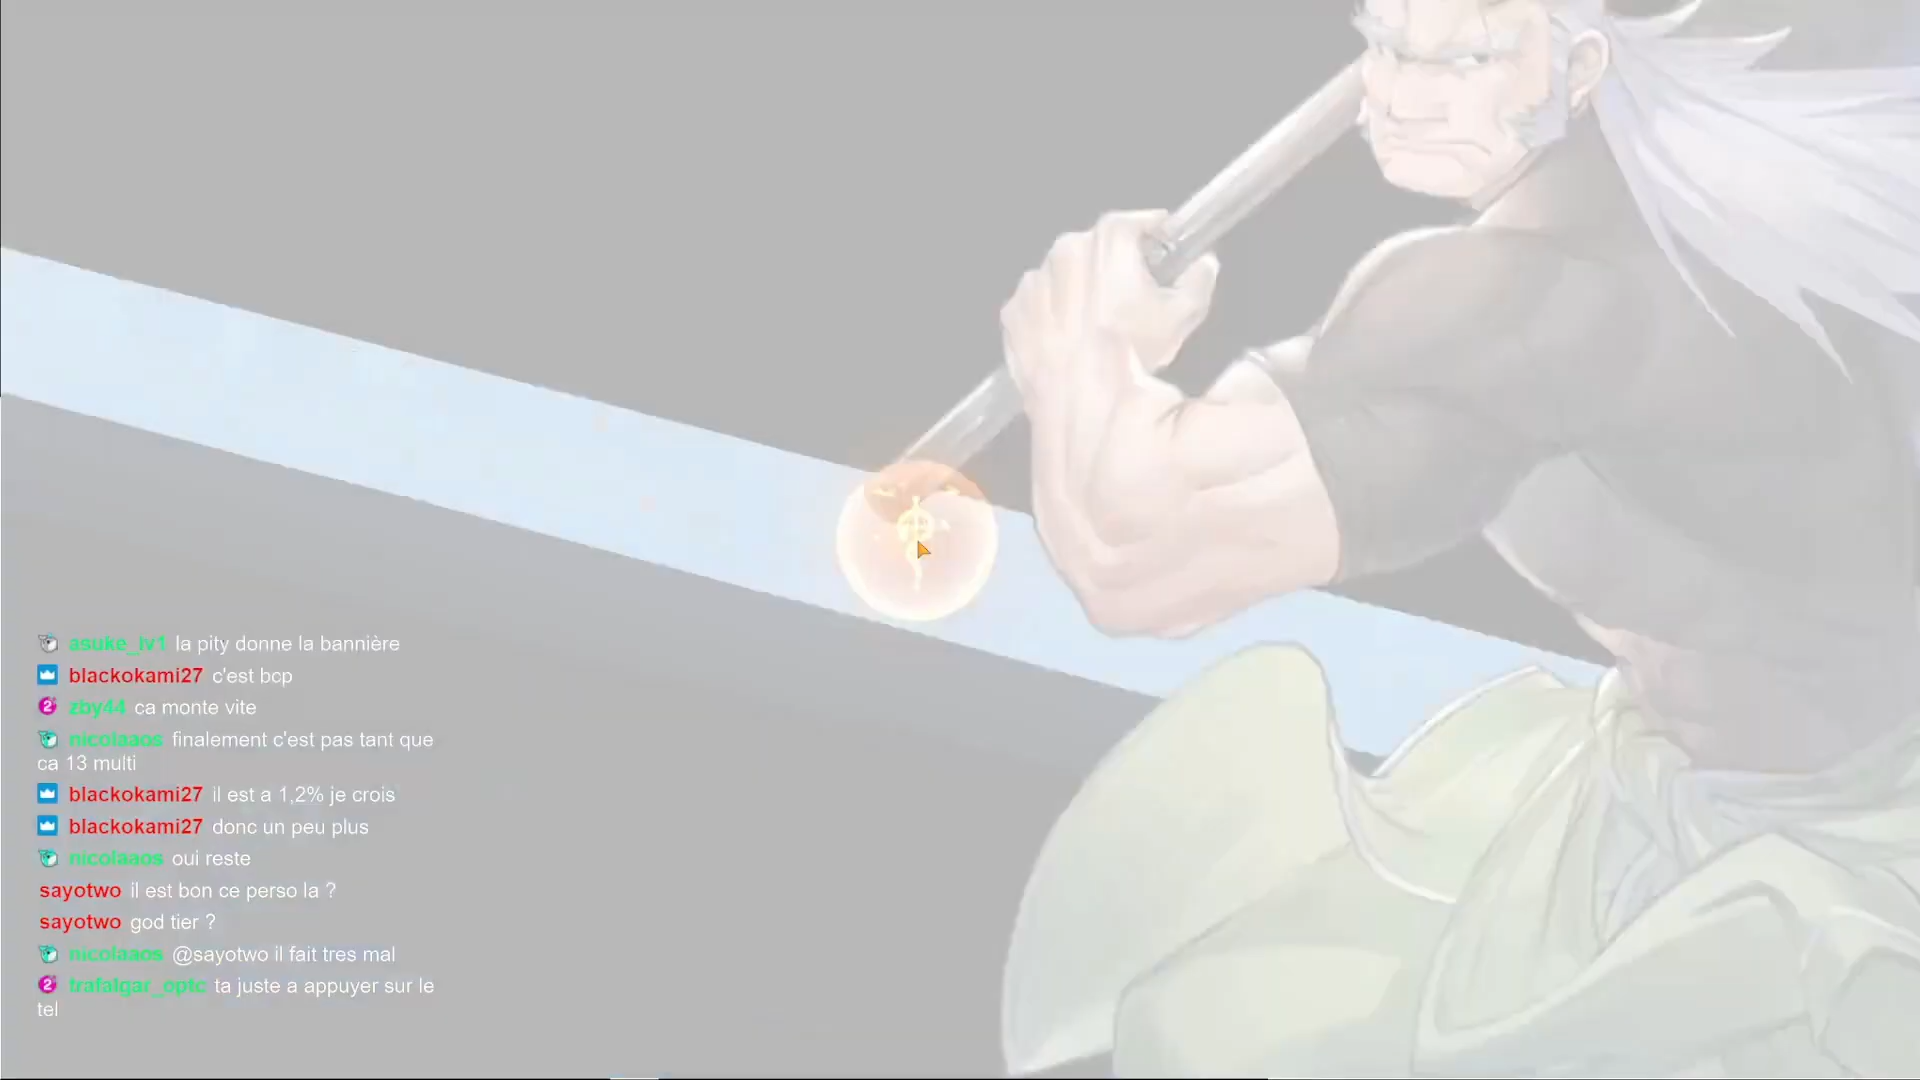 asuke_lv1 la pity donne la bannière
blackokami27 c'est bcp
2 zby44 ca monte vite
nicolaaos finalement c'est pas tant que
ca 13 multi
blackokami27 il est a 1,2% je crois
blackokami27 donc un peu plus
nicolaaos oui reste
sayotwo il est bon ce perso la ?
sayotwo god tier ?
nicolaaos @sayotwo il fait tres mal
2 trafalgar_optc ta juste a appuyer sur le
tel